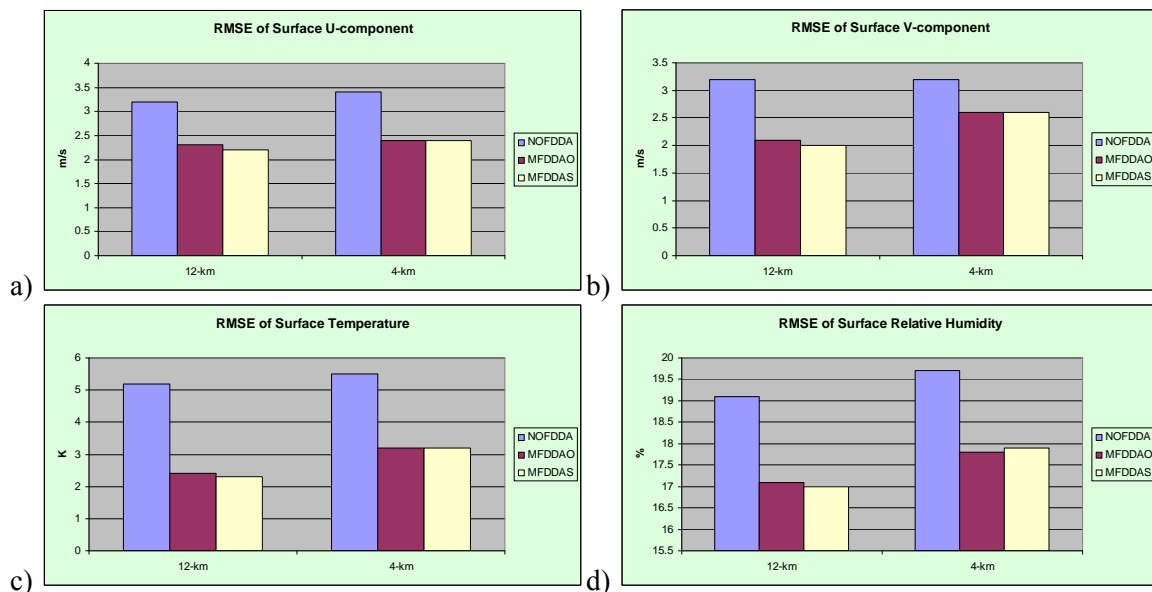 RMSE of Surface U-component
4
3.5
3
2.5
2
1.5
1
0.5
0
m/s
12-km
4-km
NOFDDA
MFDDAO
MFDDAS
a)
RMSE of Surface V-component
3.5
3
2.5
2
1.5
1
0.5
0
m/s
12-km
4-km
NOFDDA
MFDDAO
MFDDAS
b)
RMSE of Surface Temperature
6
5
4
3
2
1
0
K
12-km
4-km
NOFDDA
MFDDAO
MFDDAS
c)
RMSE of Surface Relative Humidity
20
19.5
19
18.5
18
17.5
17
16.5
16
15.5
%
12-km
4-km
NOFDDA
MFDDAO
MFDDAS
d)